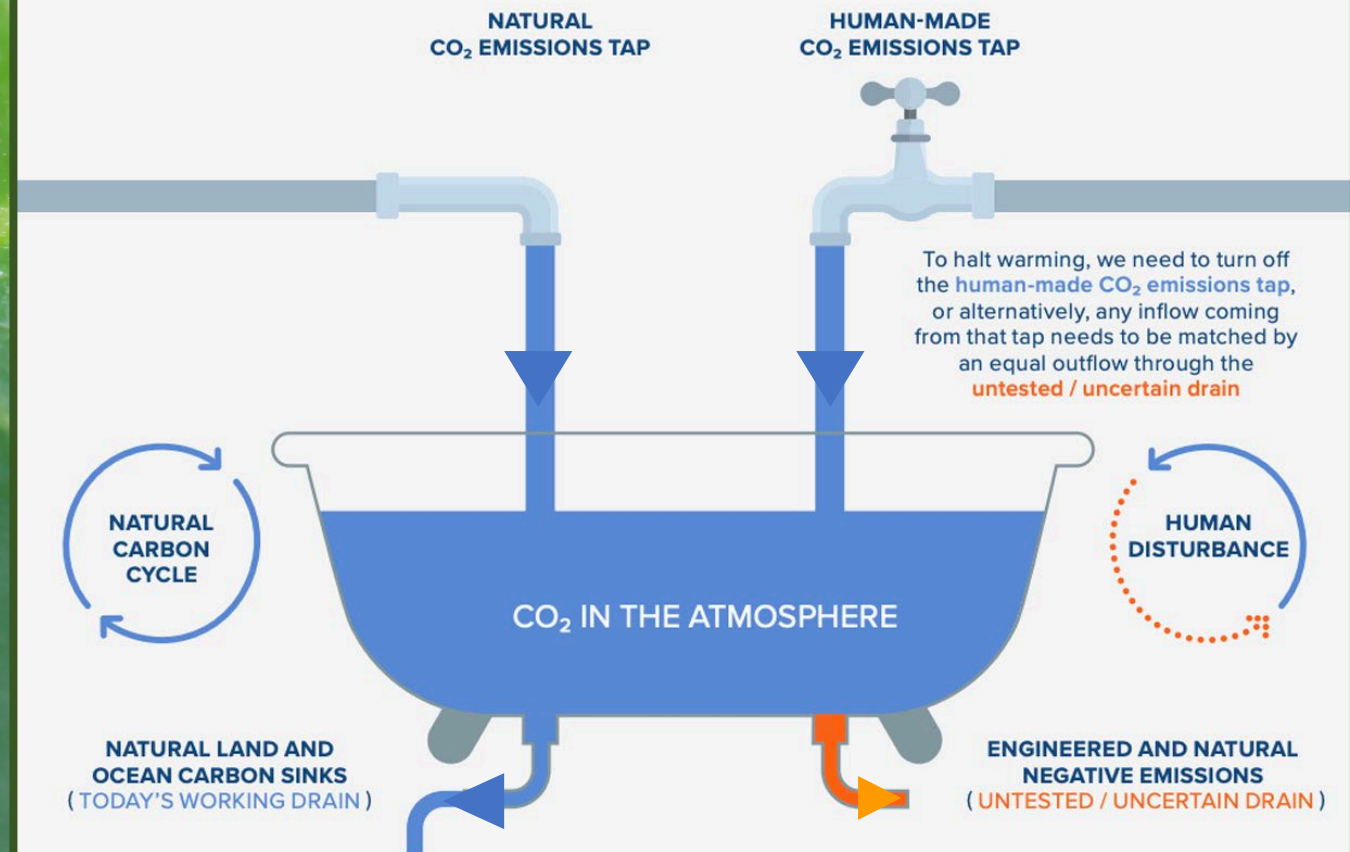 NATURAL
CO₂ EMISSIONS TAP
HUMAN-MADE
CO₂ EMISSIONS TAP
To halt warming, we need to turn off
the human-made CO₂ emissions tap,
or alternatively, any inflow coming
from that tap needs to be matched by
an equal outflow through the
untested / uncertain drain
NATURAL
CARBON
CYCLE
HUMAN
DISTURBANCE
CO₂ IN THE ATMOSPHERE
NATURAL LAND AND
OCEAN CARBON SINKS
( TODAY'S WORKING DRAIN )
ENGINEERED AND NATURAL
NEGATIVE EMISSIONS
( UNTESTED / UNCERTAIN DRAIN )